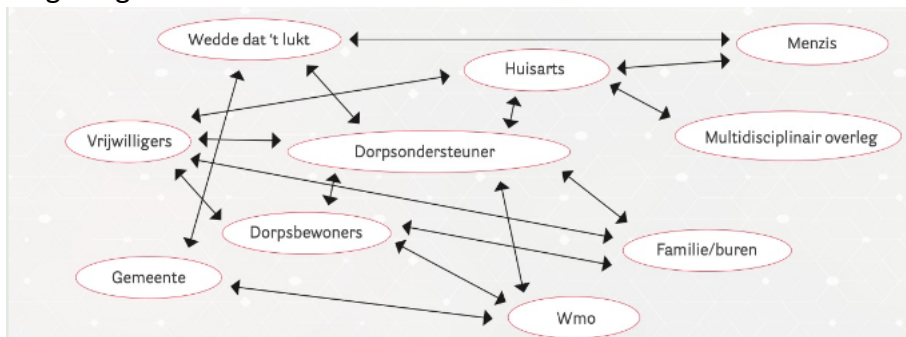 Wedde dat 't lukt
Menzis
Huisarts
Vrijwilligers
Multidisciplinair overleg
Dorpsondersteuner
Dorpsbewoners
Familie/buren
Gemeente
Wmo